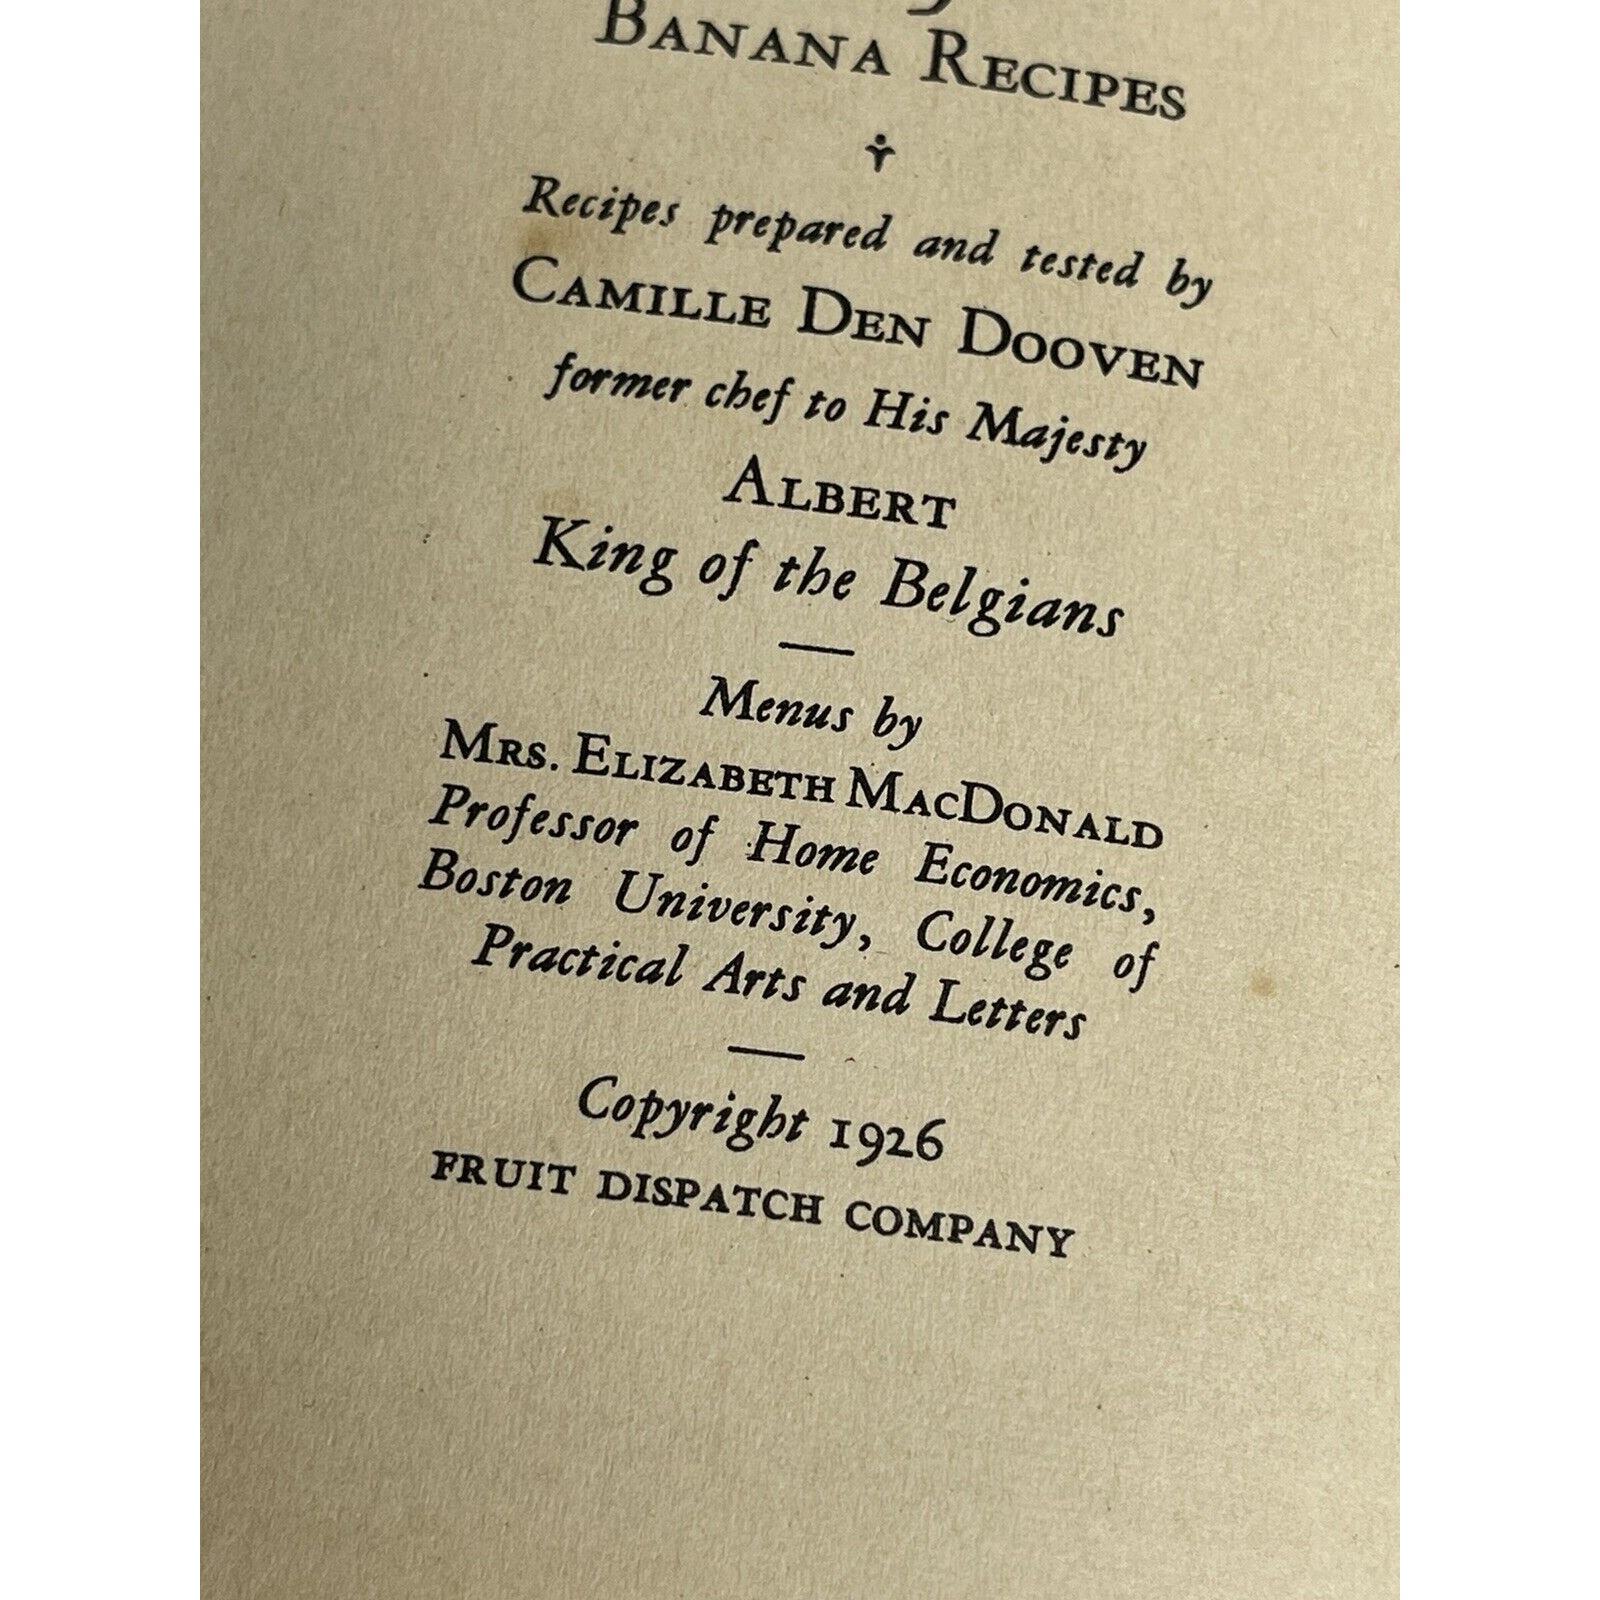 BANANA RECIPES
Recipes prepared and tested by
CAMILLE DEN DOOVEN
former chef to His Majesty
ALBERT
King of the Belgians
Menus by
MRS. ELIZABETH MACDONALD
Professor of Home Economics,
Boston University, College of
Practical Arts and Letters
Copyright 1926
FRUIT DISPATCH COMPANY